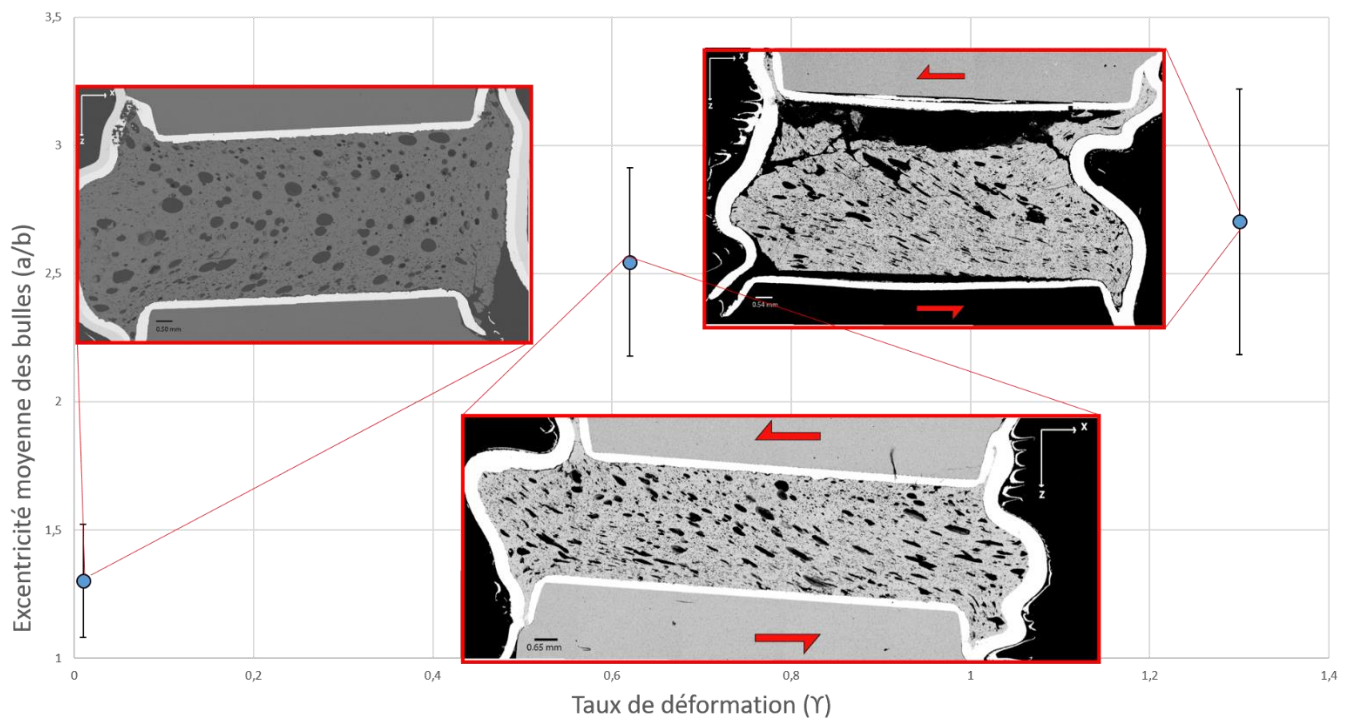 Excentricité moyenne des bulles (a/b)
3,5
3
2,5
2
1,5
1
X
Z
0.50 mm
X
Z
0.54 mm
X
Z
0.65 mm
0
0,2
0,4
0,6
0,8
1
1,2
1,4
Taux de déformation (ϒ)